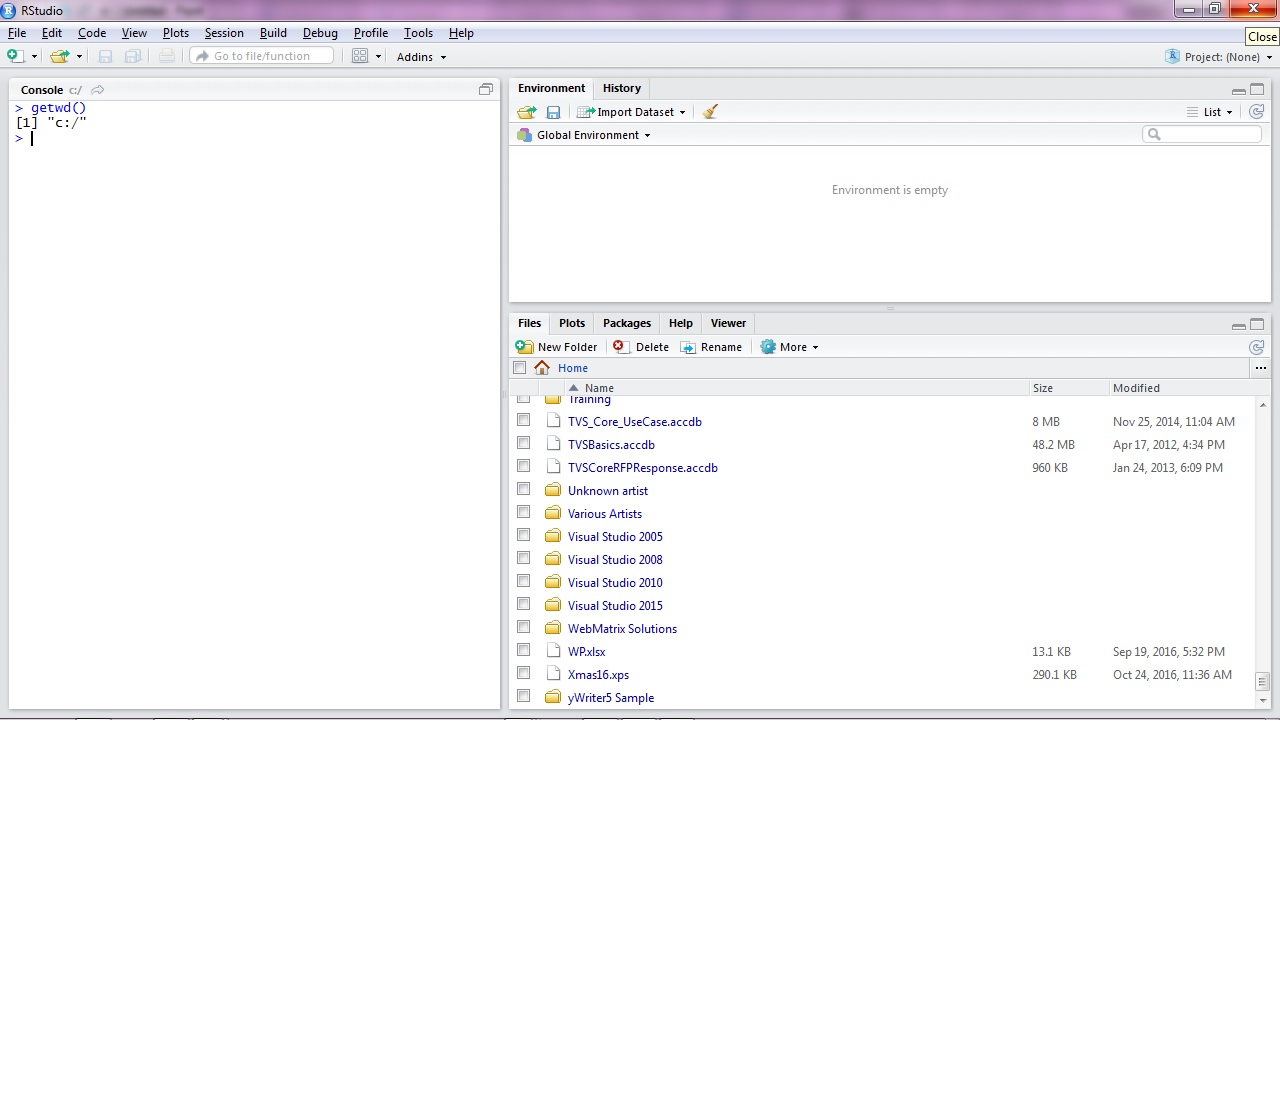 RStudio
File Edit Code View Plots Session Build Debug Profile Tools Help
Close
Go to file/function Addins Project: (None)
Console c:/
> getwd()
[1] "c:/"
>
Environment History
Import Dataset List
Global Environment
Environment is empty
Files Plots Packages Help Viewer
New Folder Delete Rename More
Home ...
Name Size Modified
Training
TVS_Core_UseCase.accdb 8 MB Nov 25, 2014, 11:04 AM
TVSBasics.accdb 48.2 MB Apr 17, 2012, 4:34 PM
TVSCoreRFPResponse.accdb 960 KB Jan 24, 2013, 6:09 PM
Unknown artist
Various Artists
Visual Studio 2005
Visual Studio 2008
Visual Studio 2010
Visual Studio 2015
WebMatrix Solutions
WP.xlsx 13.1 KB Sep 19, 2016, 5:32 PM
Xmas16.xps 290.1 KB Oct 24, 2016, 11:36 AM
yWriter5 Sample